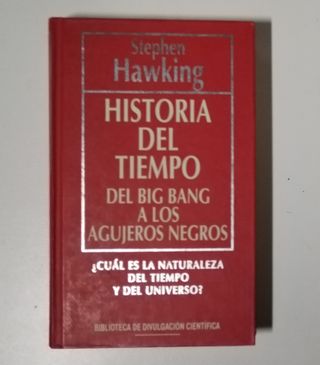 Stephen
Hawking
HISTORIA
DEL
TIEMPO
DEL BIG BANG
A LOS
AGUJEROS NEGROS
¿CUÁL ES LA NATURALEZA
DEL TIEMPO
Y DEL UNIVERSO?
BIBLIOTECA DE DIVULGACIÓN CIENTÍFICA